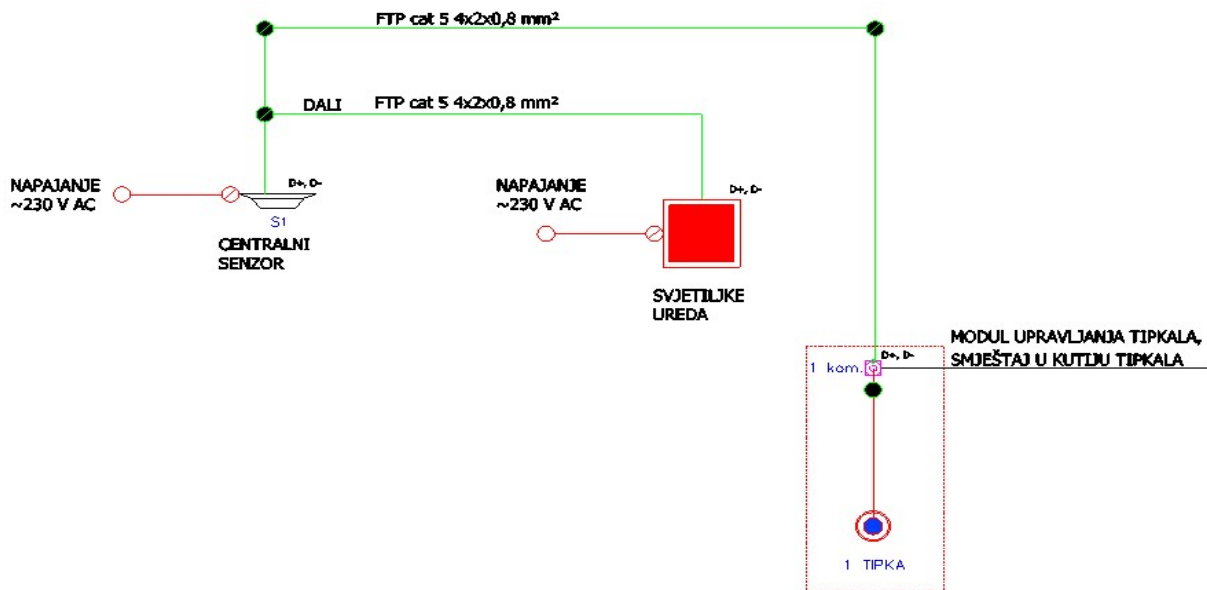 FTP cat 5 4x2x0,8 mm²
DALI FTP cat 5 4x2x0,8 mm²
NAPAJANJE
~230 V AC
D+, D-
S1
CENTRALNI
SENZOR
NAPAJANJE
~230 V AC
D+, D-
SVJETILJKE
UREDA
MODUL UPRAVLJANJA TIPKALA,
SMJEŠTAJ U KUTIJU TIPKALA
D+, D-
1 kom.
1 TIPKA